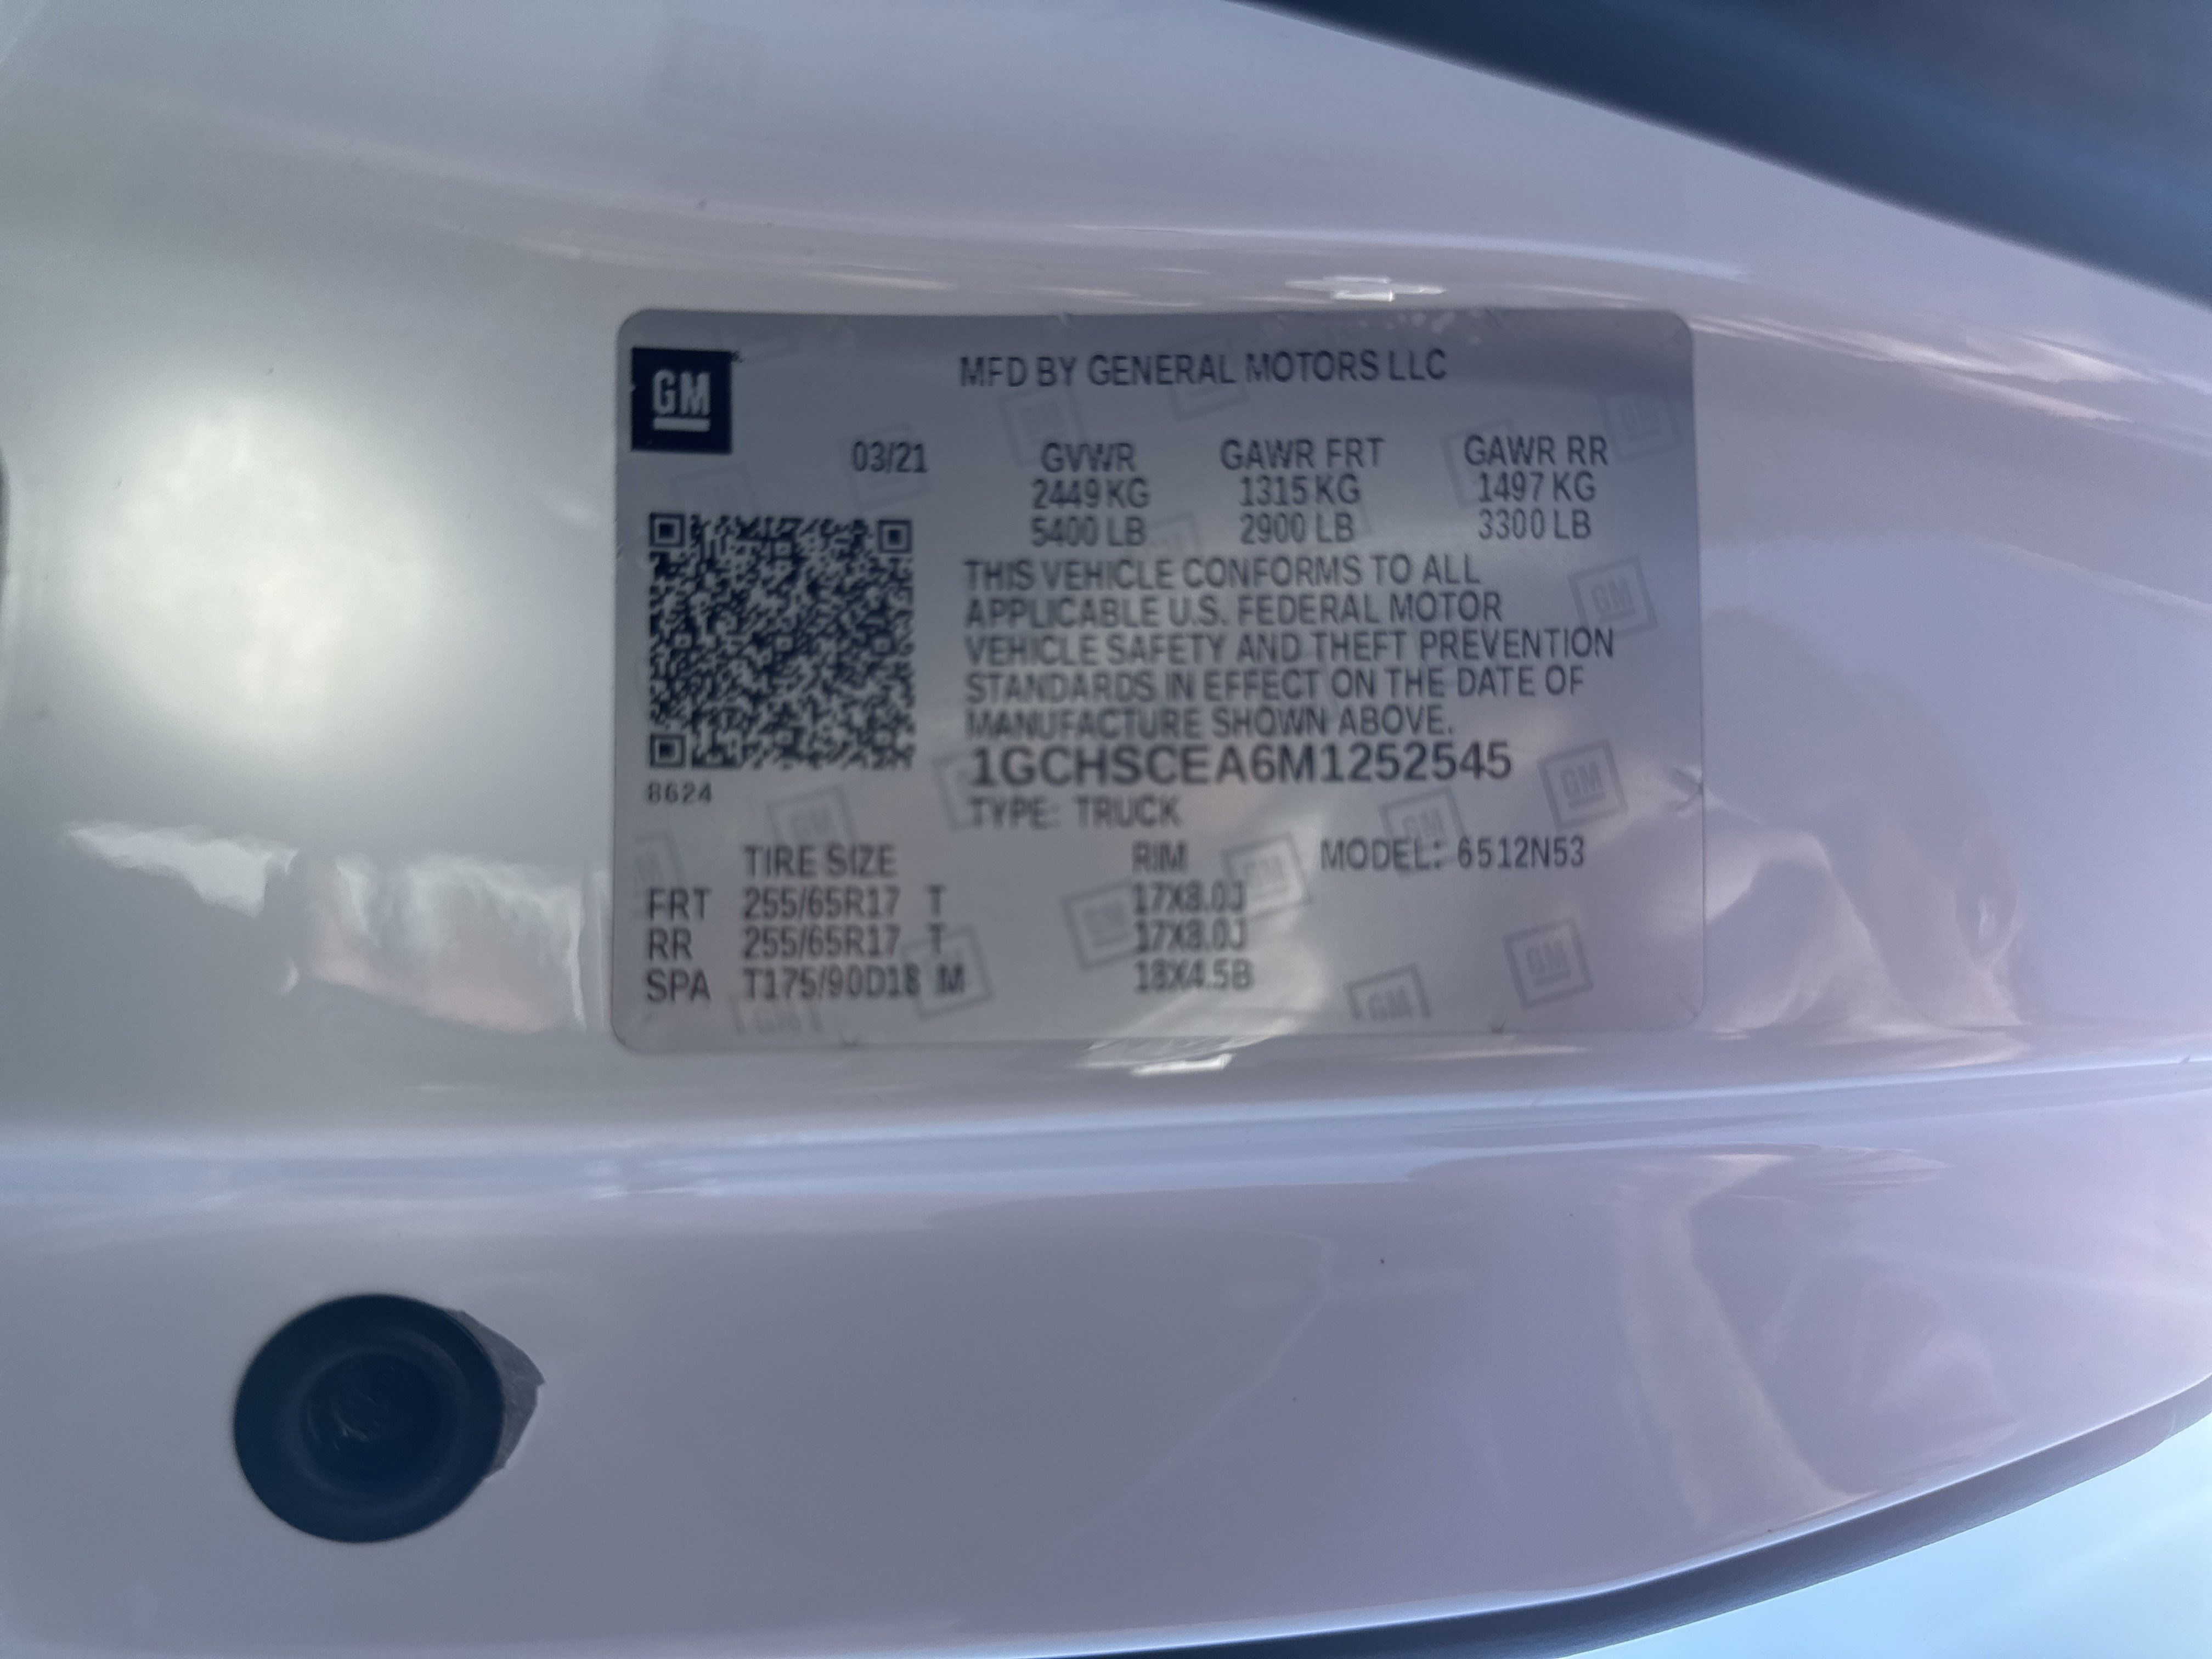 GM
MFD BY GENERAL MOTORS LLC
03/21 GVWR GAWR FRT GAWR RR
2449 KG 1315 KG 1497 KG
5400 LB 2900 LB 3300 LB
THIS VEHICLE CONFORMS TO ALL
APPLICABLE U.S. FEDERAL MOTOR
VEHICLE SAFETY AND THEFT PREVENTION
STANDARDS IN EFFECT ON THE DATE OF
MANUFACTURE SHOWN ABOVE.
1GCHSCEA6M1252545
8624
TYPE: TRUCK
TIRE SIZE RIM MODEL: 6512N53
FRT 255/65R17 T 17X8.0J
RR 255/65R17 T 17X8.0J
SPA T175/90D18 M 18X4.5B